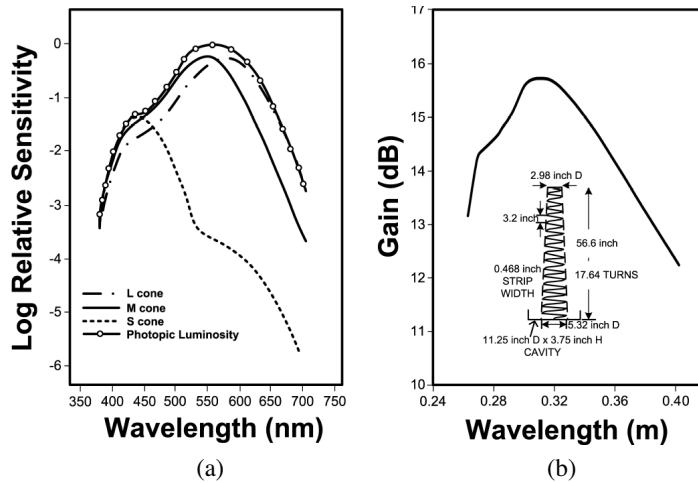 0
-1
-2
-3
-4
-5
-6
Log Relative Sensitivity
L cone
M cone
S cone
Photopic Luminosity
350 400 450 500 550 600 650 700 750
Wavelength (nm)
(a)
17
16
15
14
13
12
11
10
Gain (dB)
2.98 inch D
3.2 inch
56.6 inch
17.64 TURNS
0.468 inch
STRIP
WIDTH
5.32 inch D
11.25 inch D x 3.75 inch H
CAVITY
0.24 0.28 0.32 0.36 0.40
Wavelength (m)
(b)